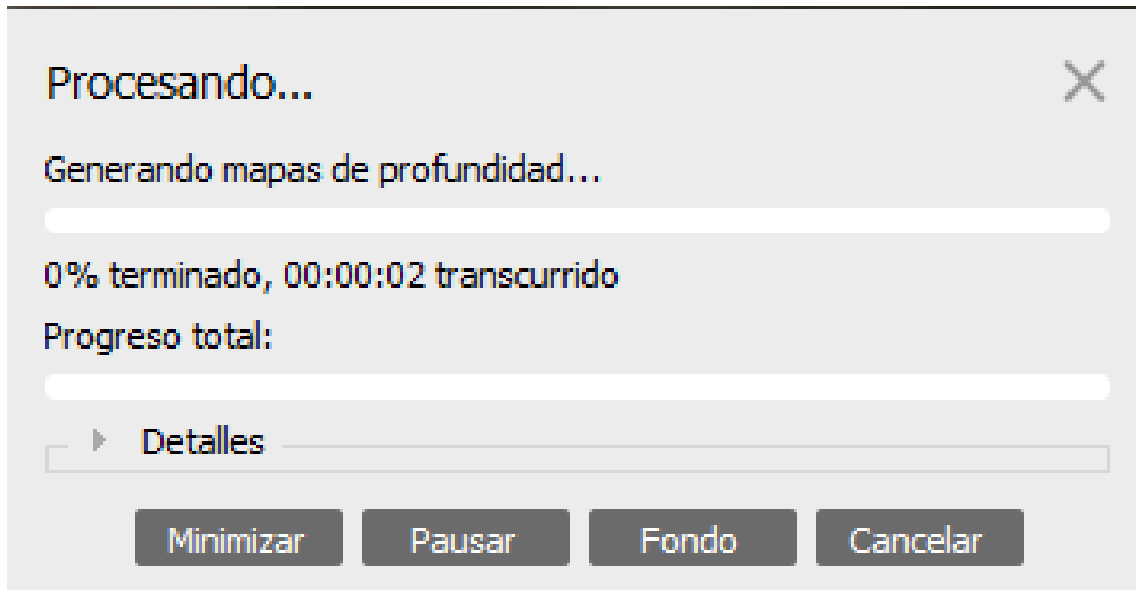 Procesando...
Generando mapas de profundidad...
0% terminado, 00:00:02 transcurrido
Progreso total:
Detalles
Minimizar Pausar Fondo Cancelar